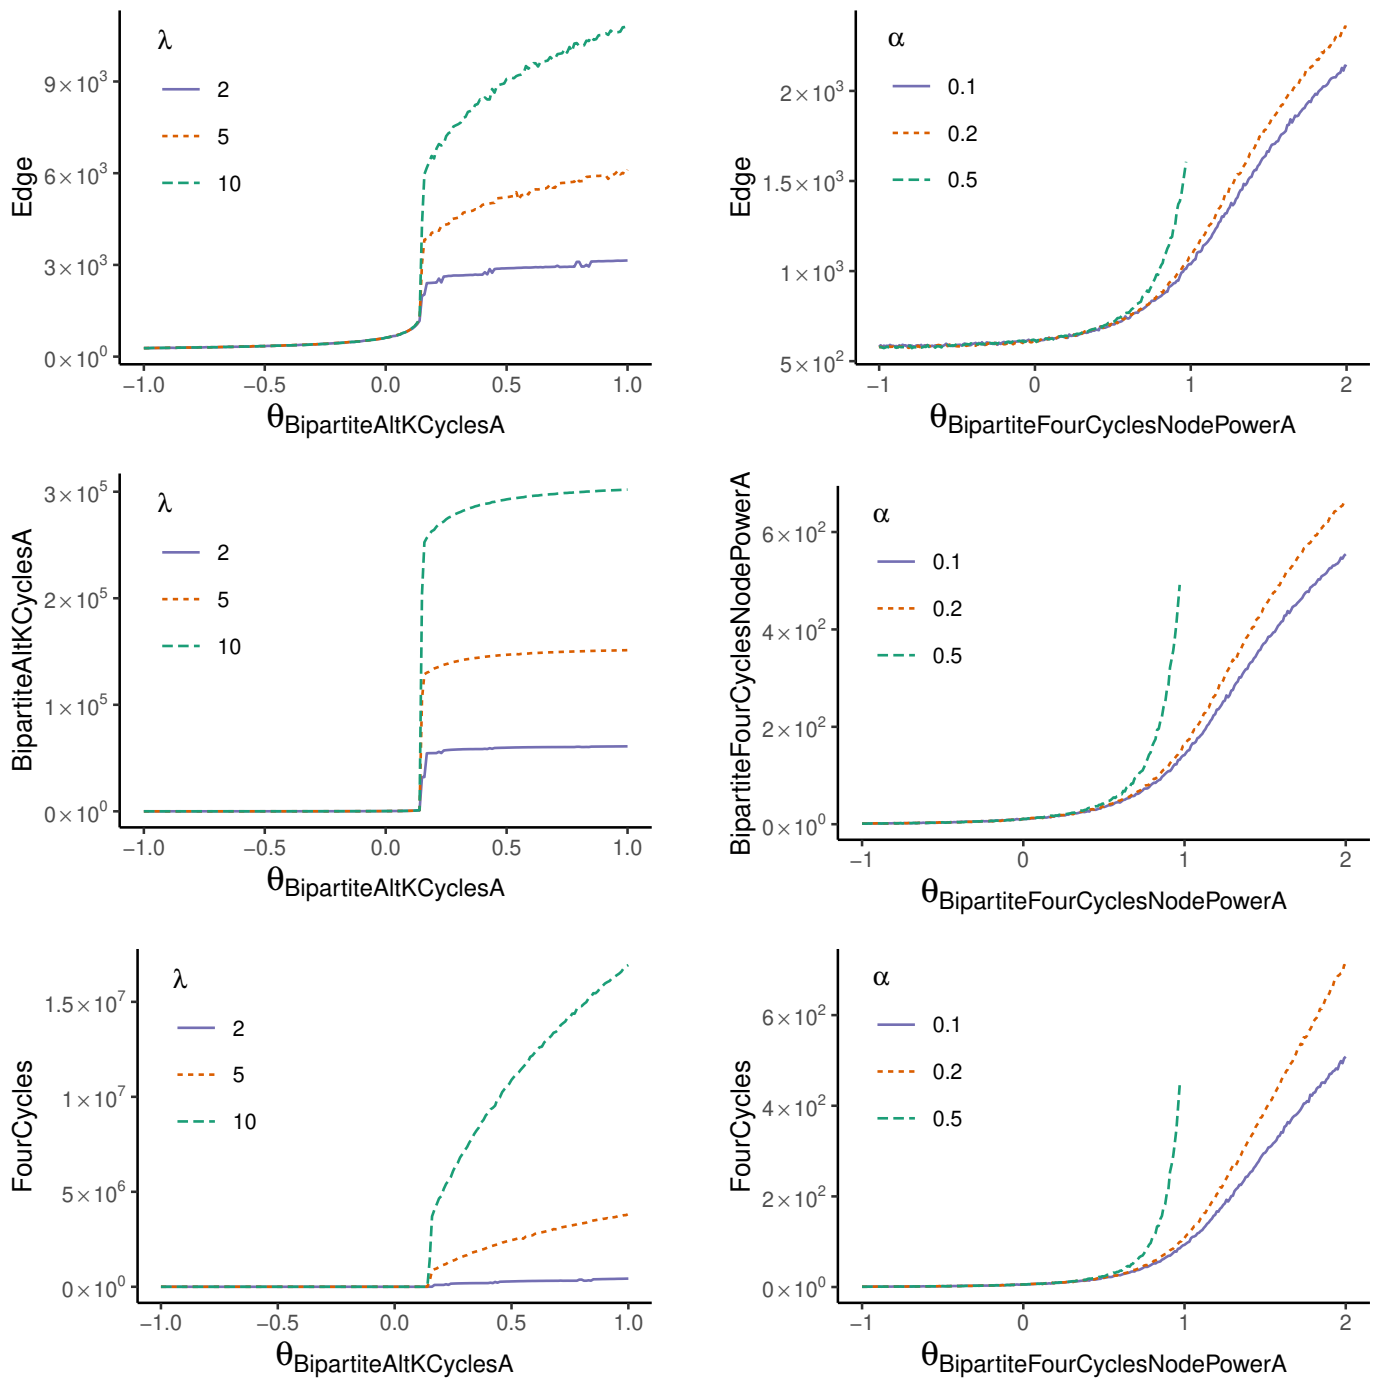 λ
2
5
10
9×10³
6×10³
3×10³
0×10⁰
Edge
−1.0 −0.5 0.0 0.5 1.0
θBipartiteAltKCyclesA
α
0.1
0.2
0.5
2×10³
1.5×10³
1×10³
5×10²
Edge
−1 0 1 2
θBipartiteFourCyclesNodePowerA
λ
2
5
10
3×10⁵
2×10⁵
1×10⁵
0×10⁰
BipartiteAltKCyclesA
−1.0 −0.5 0.0 0.5 1.0
θBipartiteAltKCyclesA
α
0.1
0.2
0.5
6×10²
4×10²
2×10²
0×10⁰
BipartiteFourCyclesNodePowerA
−1 0 1 2
θBipartiteFourCyclesNodePowerA
λ
2
5
10
1.5×10⁷
1×10⁷
5×10⁶
0×10⁰
FourCycles
−1.0 −0.5 0.0 0.5 1.0
θBipartiteAltKCyclesA
α
0.1
0.2
0.5
6×10²
4×10²
2×10²
0×10⁰
FourCycles
−1 0 1 2
θBipartiteFourCyclesNodePowerA